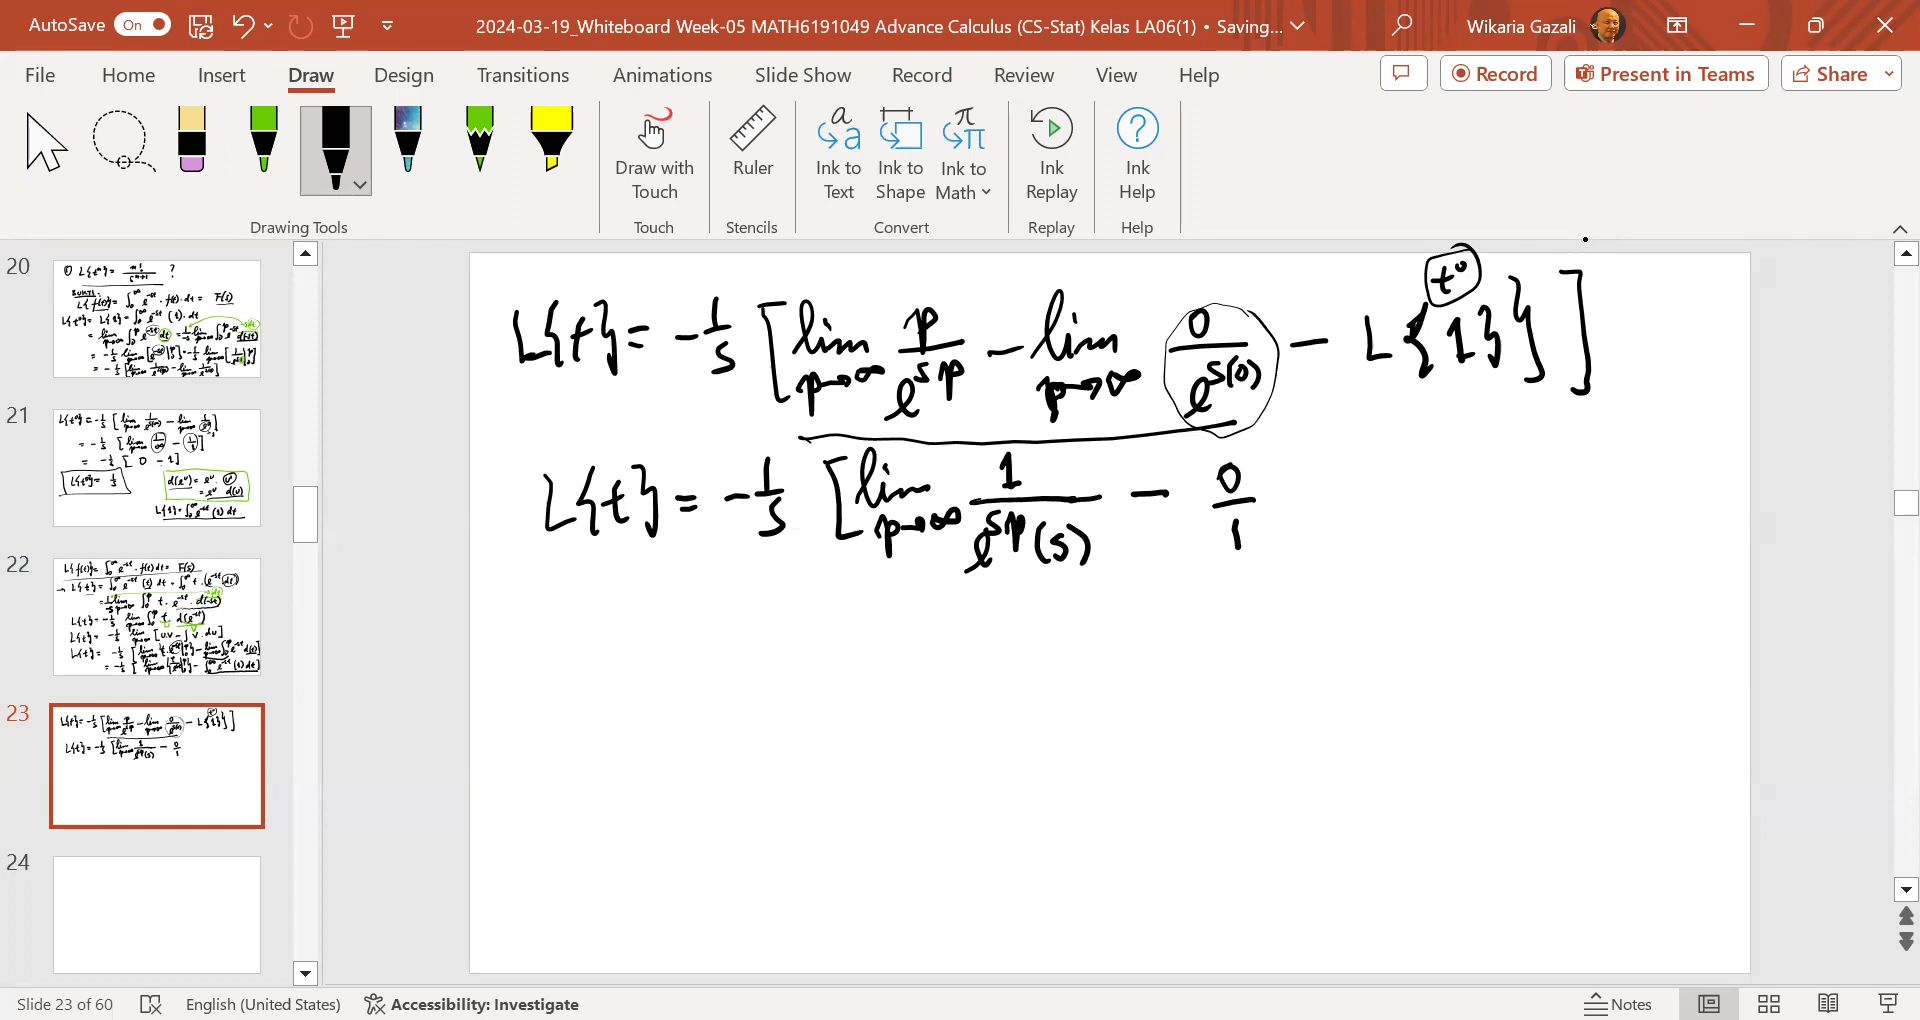 AutoSave On 2024-03-19_Whiteboard Week-05 MATH6191049 Advance Calculus (CS-Stat) Kelas LA06(1) • Saving... Wikaria Gazali
File Home Insert Draw Design Transitions Animations Slide Show Record Review View Help Record Present in Teams Share
Draw with Touch
Ruler
Ink to Text
Ink to Shape
Ink to Math
Ink Replay
Ink Help
Drawing Tools Touch Stencils Convert Replay Help
20
21
22
23
24
L{t} = -1/s [lim p→∞ p/e^sp - lim p→∞ 0/e^s(0) - L{1}}] t^0
L{t} = -1/s [lim p→∞ 1/e^sp(s) - 0/1
Slide 23 of 60 English (United States) Accessibility: Investigate Notes